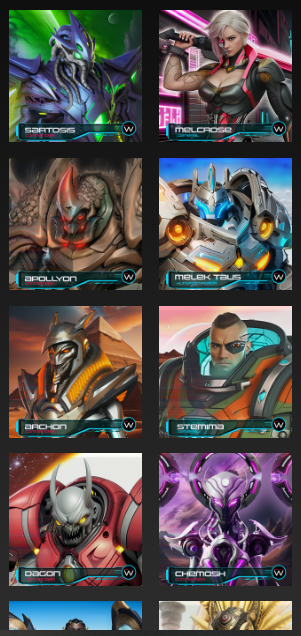 SARTOSIS
W
MELCROSE
W
APOLLYON
W
MELEK TAUS
W
ARCHON
W
STEMMA
W
DAGON
W
CHEMOSH
W